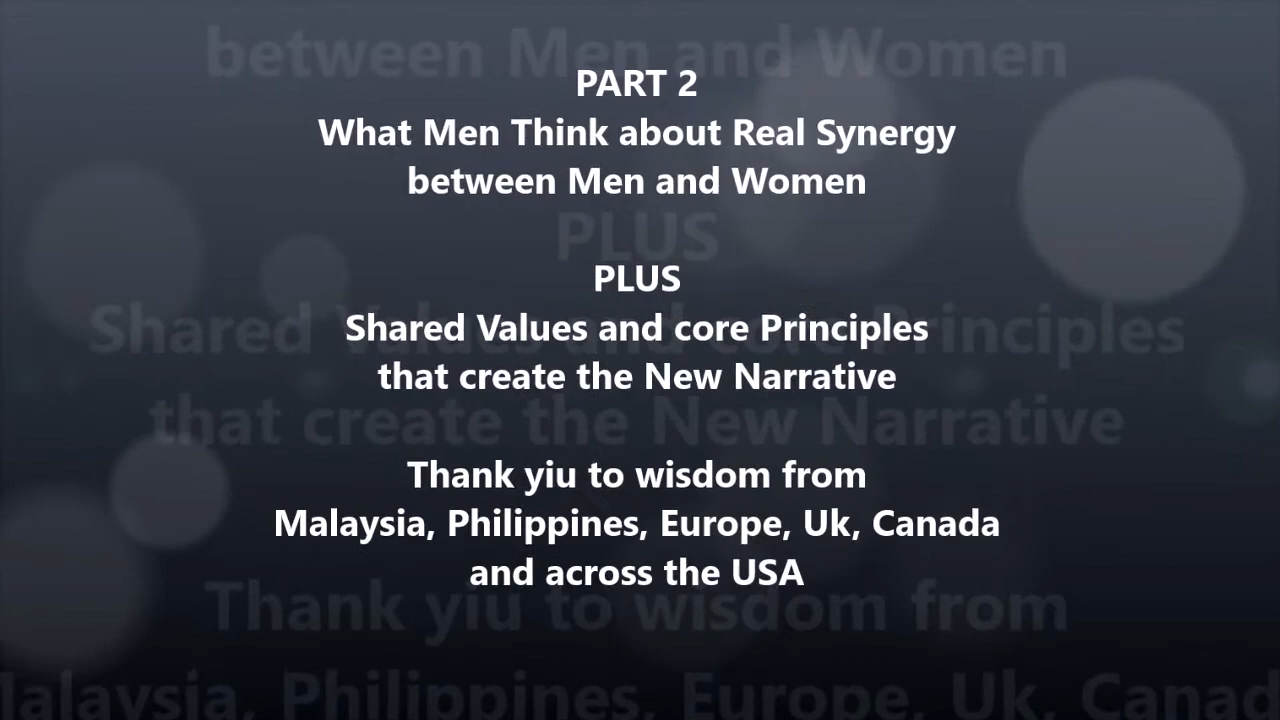 PART 2
What Men Think about Real Synergy
between Men and Women
PLUS
Shared Values and core Principles
that create the New Narrative
Thank yiu to wisdom from
Malaysia, Philippines, Europe, Uk, Canada
and across the USA